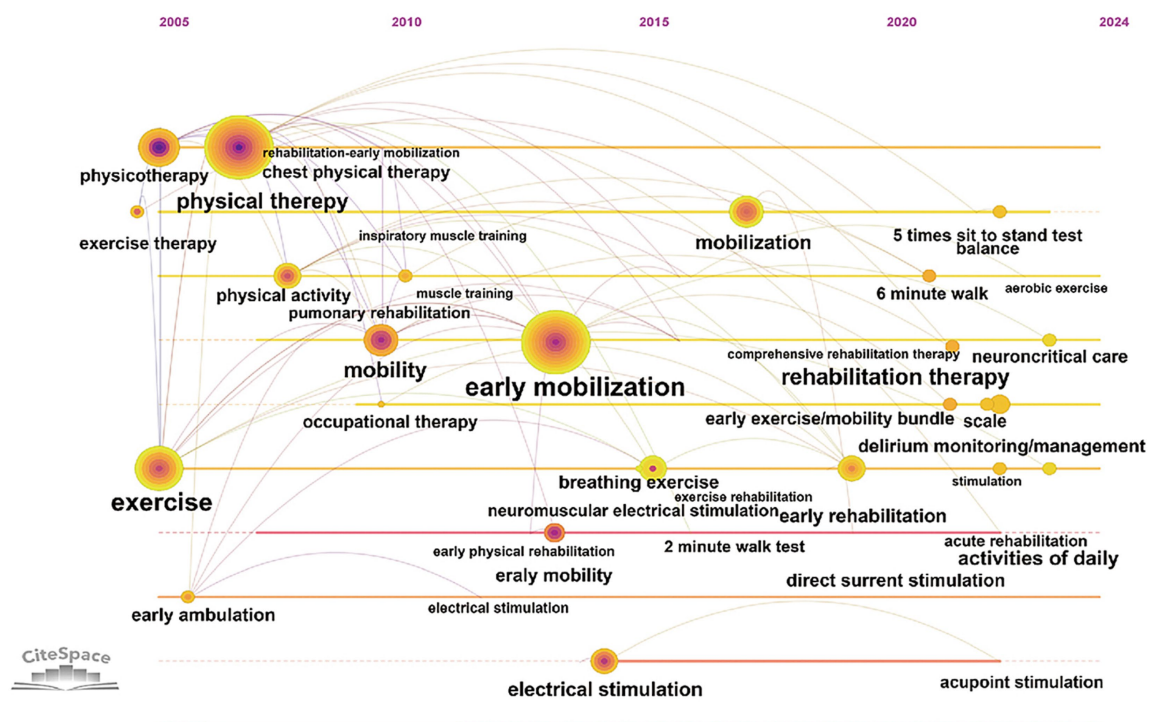 2005 2010 2015 2020 2024
rehabilitation-early mobilization
physicotherapy
chest physical therapy
physical therepy
exercise therapy
inspiratory muscle training
mobilization
5 times sit to stand test
balance
physical activity
muscle training
6 minute walk
aerobic exercise
pumonary rehabilitation
mobility
early mobilization
comprehensive rehabilitation therapy
neuroncritical care
rehabilitation therapy
occupational therapy
early exercise/mobility bundle
scale
delirium monitoring/management
exercise
breathing exercise
exercise rehabilitation
stimulation
neuromuscular electrical stimulation
early rehabilitation
early physical rehabilitation
2 minute walk test
acute rehabilitation
activities of daily
eraly mobility
direct surrent stimulation
early ambulation
electrical stimulation
CiteSpace
electrical stimulation
acupoint stimulation